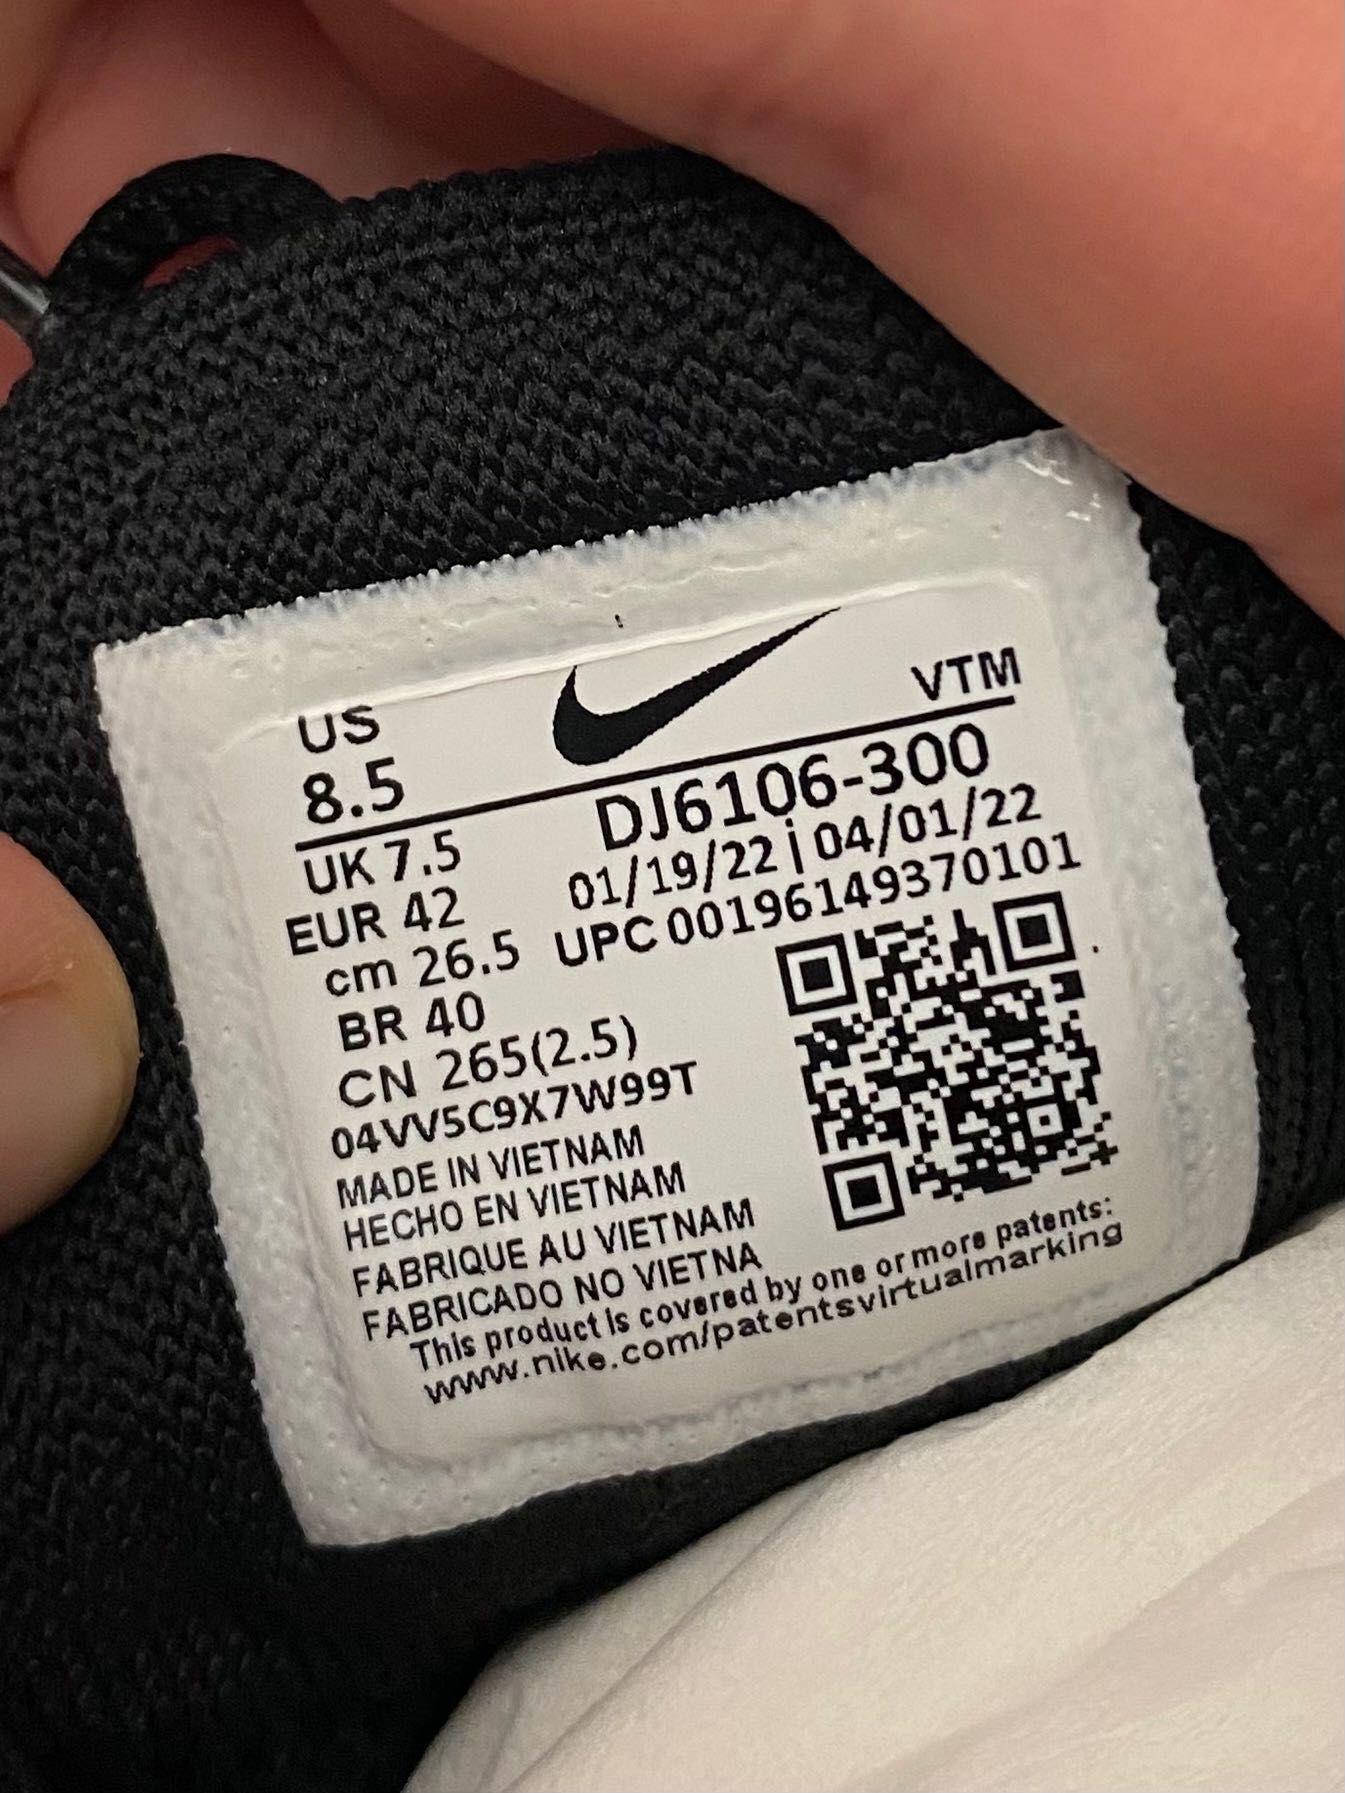 US
8.5
VTM
DJ6106-300
UK 7.5
01/19/22 | 04/01/22
EUR 42
UPC 00196149370101
cm 26.5
BR 40
CN 265(2.5)
04VV5C9X7W99T
MADE IN VIETNAM
HECHO EN VIETNAM
FABRIQUE AU VIETNAM
FABRICADO NO VIETNA
This product is covered by one or more patents:
www.nike.com/patentsvirtualmarking